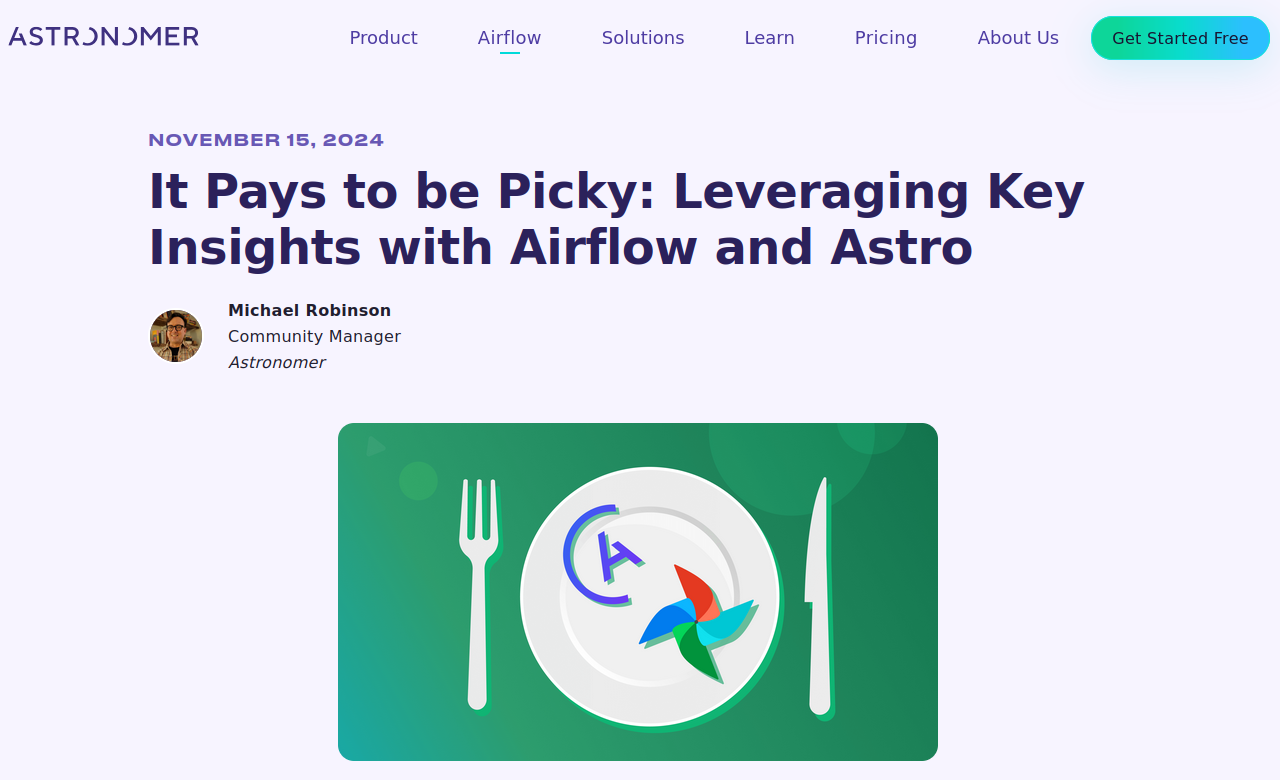 ASTRONOMER
Product
Airflow
Solutions
Learn
Pricing
About Us
Get Started Free
NOVEMBER 15, 2024
It Pays to be Picky: Leveraging Key
Insights with Airflow and Astro
Michael Robinson
Community Manager
Astronomer
A